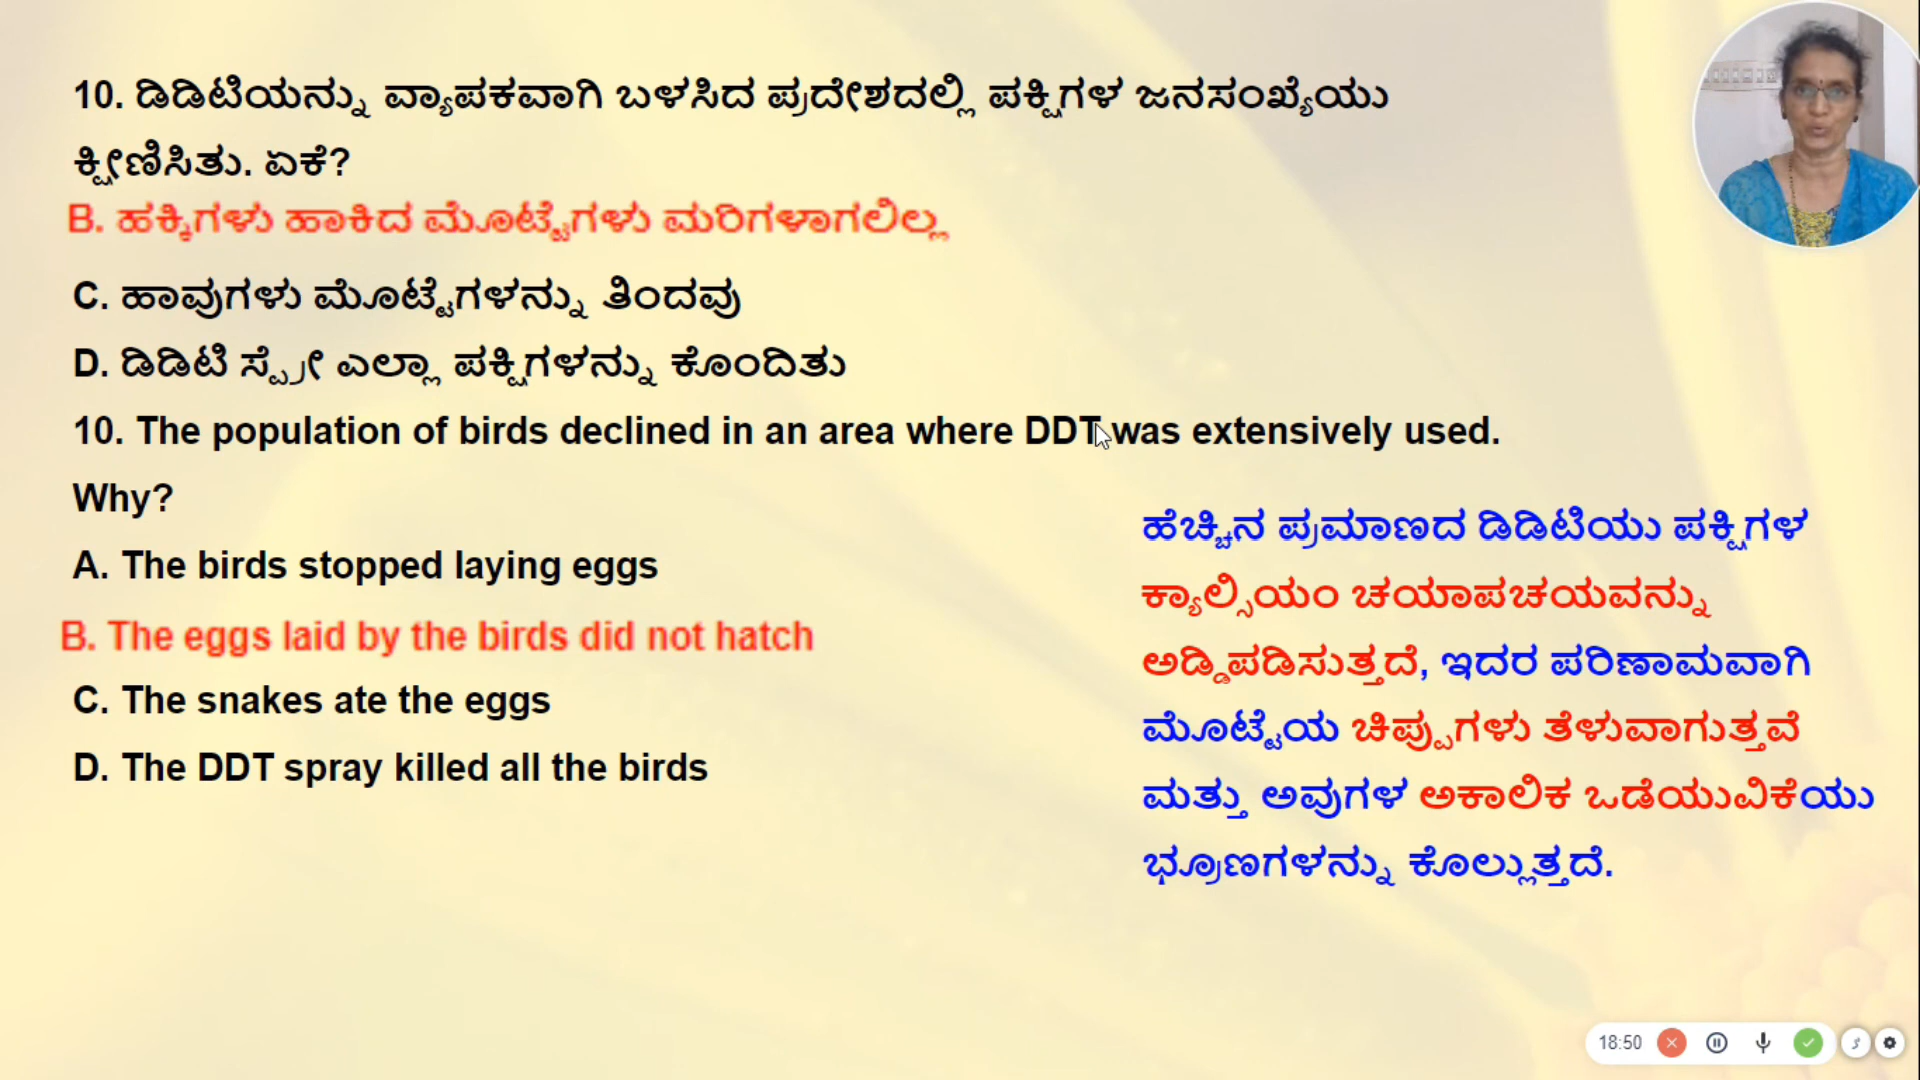 10. ಡಿಡಿಟಿಯನ್ನು ವ್ಯಾಪಕವಾಗಿ ಬಳಸಿದ ಪ್ರದೇಶದಲ್ಲಿ ಪಕ್ಷಿಗಳ ಜನಸಂಖ್ಯೆಯು
ಕ್ಷೀಣಿಸಿತು. ಏಕೆ?
B. ಹಕ್ಕಿಗಳು ಹಾಕಿದ ಮೊಟ್ಟೆಗಳು ಮರಿಗಳಾಗಲಿಲ್ಲ
C. ಹಾವುಗಳು ಮೊಟ್ಟೆಗಳನ್ನು ತಿಂದವು
D. ಡಿಡಿಟಿ ಸ್ಪ್ರೇ ಎಲ್ಲಾ ಪಕ್ಷಿಗಳನ್ನು ಕೊಂದಿತು
10. The population of birds declined in an area where DDT was extensively used.
Why?
A. The birds stopped laying eggs
B. The eggs laid by the birds did not hatch
C. The snakes ate the eggs
D. The DDT spray killed all the birds
ಹೆಚ್ಚಿನ ಪ್ರಮಾಣದ ಡಿಡಿಟಿಯು ಪಕ್ಷಿಗಳ
ಕ್ಯಾಲ್ಸಿಯಂ ಚಯಾಪಚಯವನ್ನು
ಅಡ್ಡಿಪಡಿಸುತ್ತದೆ, ಇದರ ಪರಿಣಾಮವಾಗಿ
ಮೊಟ್ಟೆಯ ಚಿಪ್ಪುಗಳು ತೆಳುವಾಗುತ್ತವೆ
ಮತ್ತು ಅವುಗಳ ಅಕಾಲಿಕ ಒಡೆಯುವಿಕೆಯು
ಭ್ರೂಣಗಳನ್ನು ಕೊಲ್ಲುತ್ತದೆ.
18:50